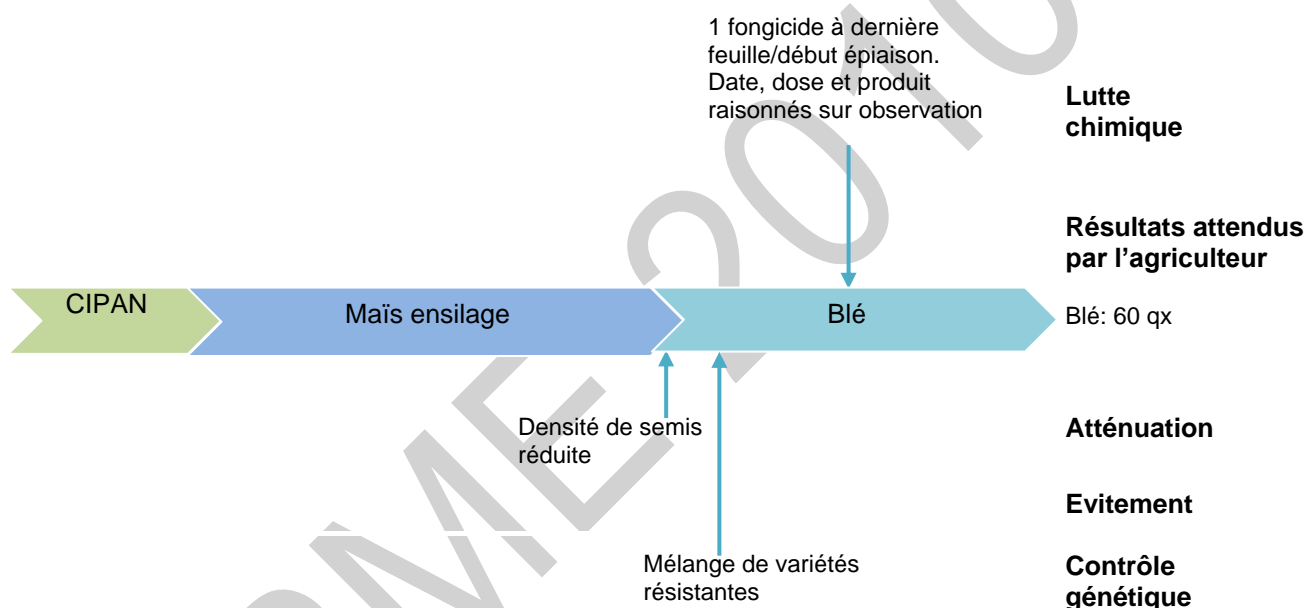 1 fongicide à dernière
feuille/début épiaison.
Date, dose et produit
raisonnés sur observation
Lutte
chimique
Résultats attendus
par l'agriculteur
CIPAN
Maïs ensilage
Blé
Blé: 60 qx
Densité de semis
réduite
Atténuation
Evitement
Mélange de variétés
résistantes
Contrôle
génétique
RME 2010